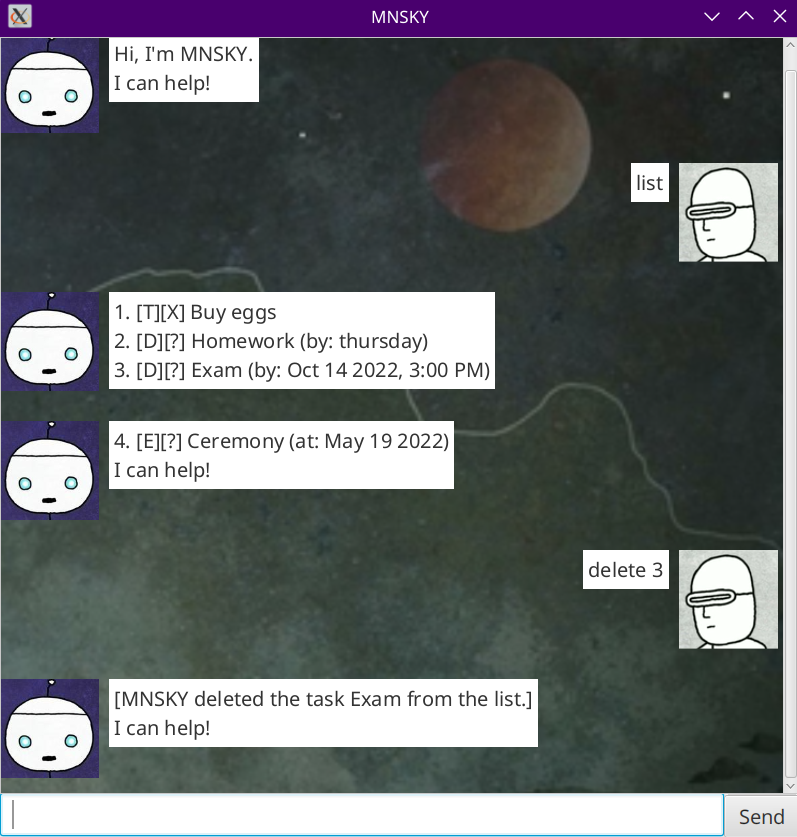 MNSKY
Hi, I'm MNSKY.
I can help!
list
1. [T][X] Buy eggs
2. [D][?] Homework (by: thursday)
3. [D][?] Exam (by: Oct 14 2022, 3:00 PM)
4. [E][?] Ceremony (at: May 19 2022)
I can help!
delete 3
[MNSKY deleted the task Exam from the list.]
I can help!
Send